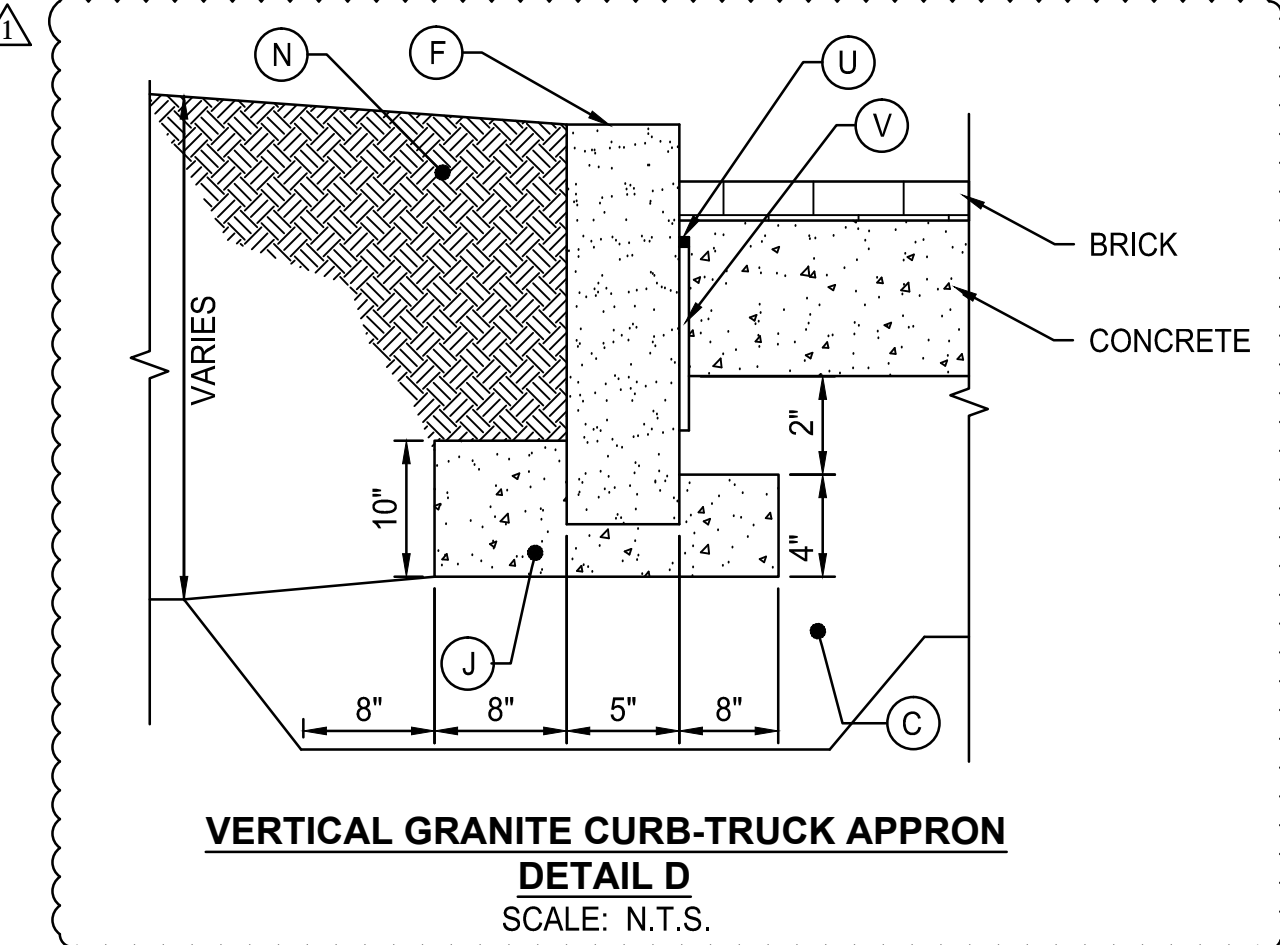 1
N
F
U
V
BRICK
CONCRETE
VARIES
2"
10"
4"
J
8"
8"
5"
8"
C
VERTICAL GRANITE CURB-TRUCK APPRON
DETAIL D
SCALE: N.T.S.